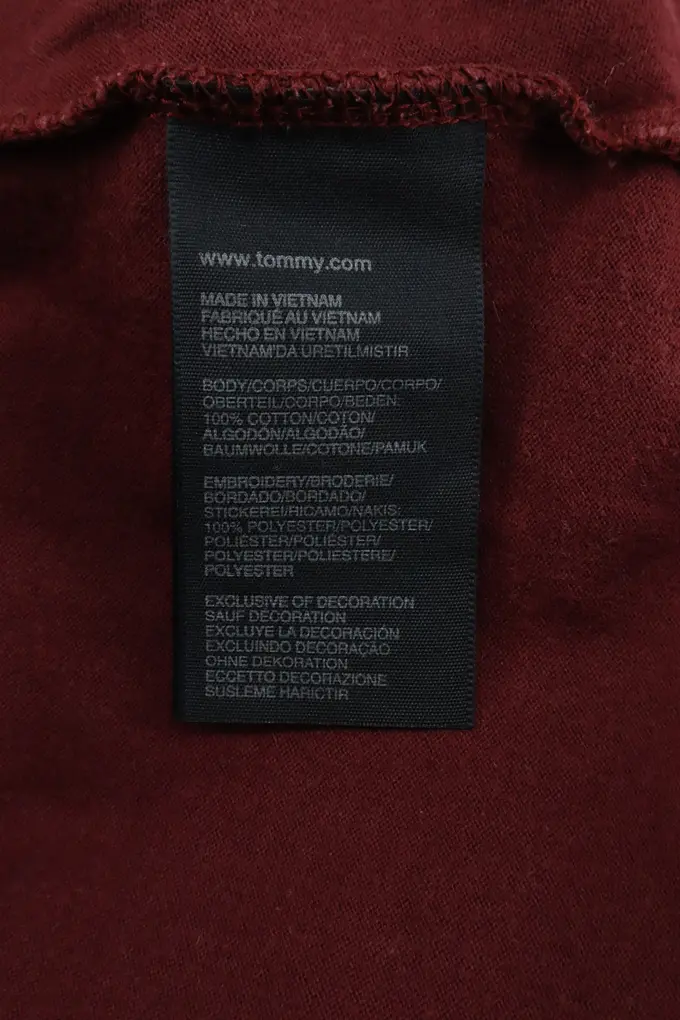 www.tommy.com
MADE IN VIETNAM
FABRIQUÉ AU VIETNAM
HECHO EN VIETNAM
VIETNAM'DA ÜRETILMISTIR
BODY/CORPS/CUERPO/CORPO/
OBERTEIL/CORPO/BEDEN:
100% COTTON/COTON/
ALGODÓN/ALGODÃO/
BAUMWOLLE/COTONE/PAMUK
EMBROIDERY/BRODERIE/
BORDADO/BORDADO/
STICKEREI/RICAMO/NAKIS:
100% POLYESTER/POLYESTER/
POLIÉSTER/POLIÉSTER/
POLYESTER/POLIESTERE/
POLYESTER
EXCLUSIVE OF DECORATION
SAUF DÉCORATION
EXCLUYE LA DECORACIÓN
EXCLUINDO DECORAÇAO
OHNE DEKORATION
ECCETTO DECORAZIONE
SUSLEME HARICTIR